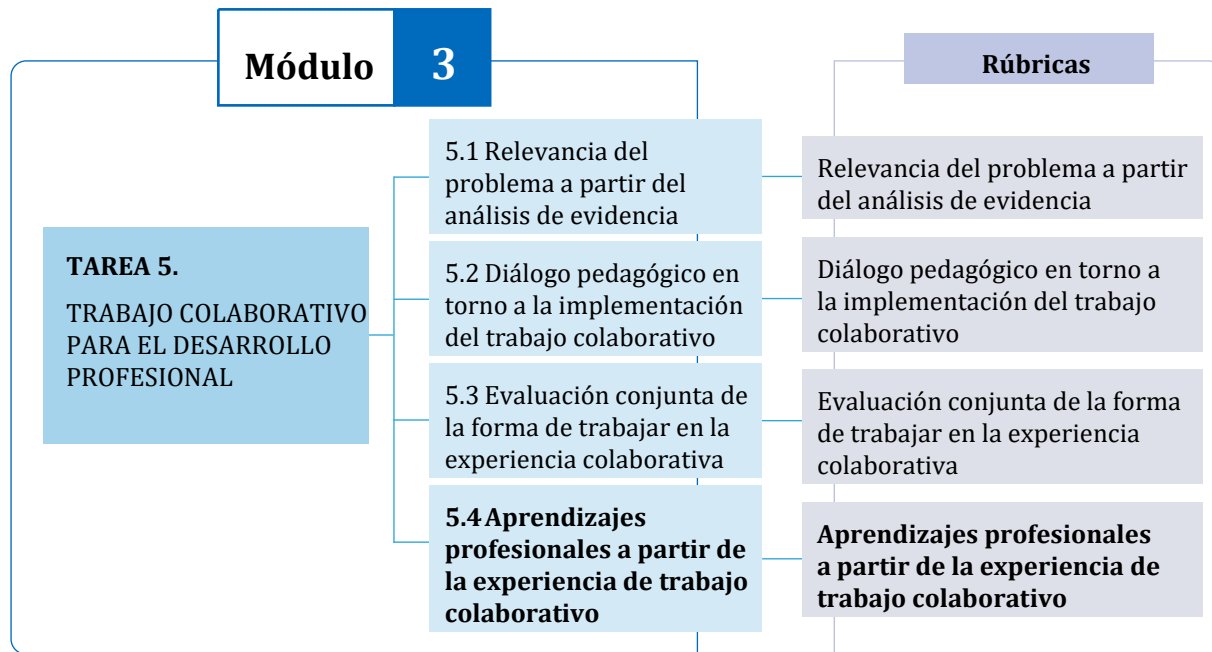 Módulo 3
Rúbricas
TAREA 5.
TRABAJO COLABORATIVO
PARA EL DESARROLLO
PROFESIONAL
5.1 Relevancia del
problema a partir del
análisis de evidencia
5.2 Diálogo pedagógico en
torno a la implementación
del trabajo colaborativo
5.3 Evaluación conjunta de
la forma de trabajar en la
experiencia colaborativa
5.4 Aprendizajes
profesionales a partir de
la experiencia de trabajo
colaborativo
Relevancia del problema a partir
del análisis de evidencia
Diálogo pedagógico en torno a
la implementación del trabajo
colaborativo
Evaluación conjunta de la forma
de trabajar en la experiencia
colaborativa
Aprendizajes profesionales
a partir de la experiencia de
trabajo colaborativo